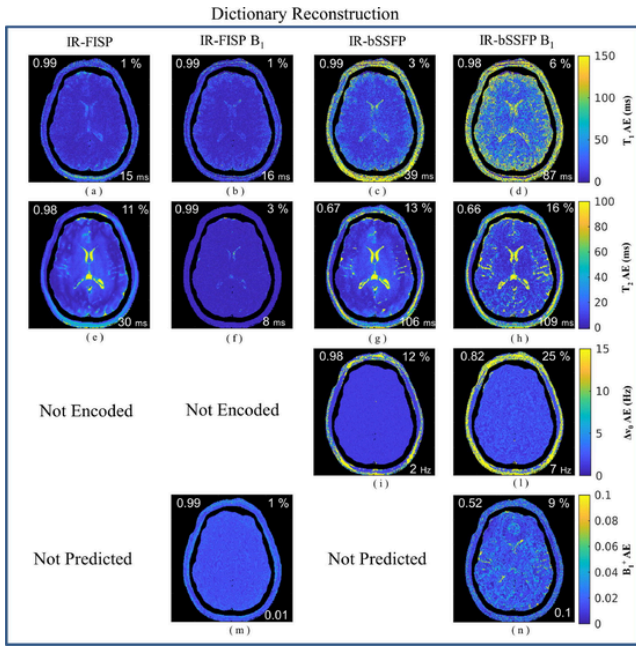 Dictionary Reconstruction
IR-FISP IR-FISP B1 IR-bSSFP IR-bSSFP B1
0.99 1 % 0.99 1 % 0.99 3 % 0.98 6 % 150
100
50
0
T1 AE (ms)
15 ms 16 ms 39 ms 87 ms
( a ) ( b ) ( c ) ( d )
0.98 11 % 0.99 3 % 0.67 13 % 0.66 16 % 100
80
60
40
20
0
T2 AE (ms)
30 ms 8 ms 106 ms 109 ms
( e ) ( f ) ( g ) ( h )
0.98 12 % 0.82 25 % 15
10
5
0
Δν0 AE (Hz)
Not Encoded Not Encoded
2 Hz 7 Hz
( i ) ( l )
0.99 1 % 0.52 9 % 0.1
0.08
0.06
0.04
0.02
0
B1+ AE
Not Predicted Not Predicted
0.01 0.1
( m ) ( n )